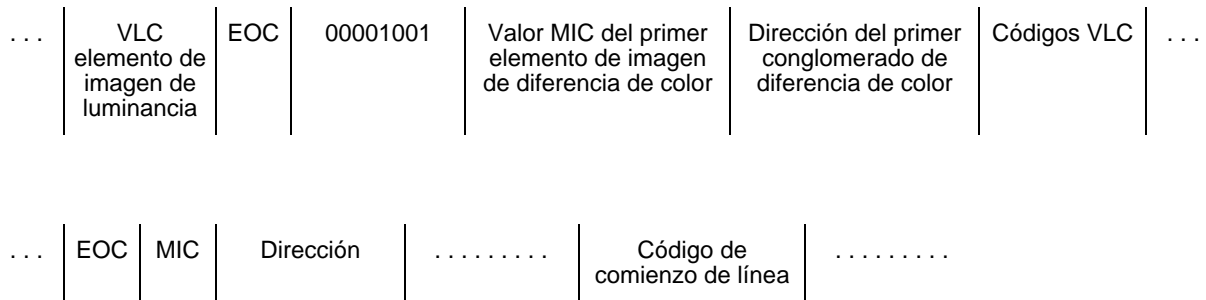 . . . VLC EOC 00001001 Valor MIC del primer Dirección del primer Códigos VLC . . .
elemento de elemento de imagen conglomerado de
imagen de de diferencia de color diferencia de color
luminancia
. . . EOC MIC Dirección . . . . . . . . . Código de . . . . . . . . .
comienzo de línea